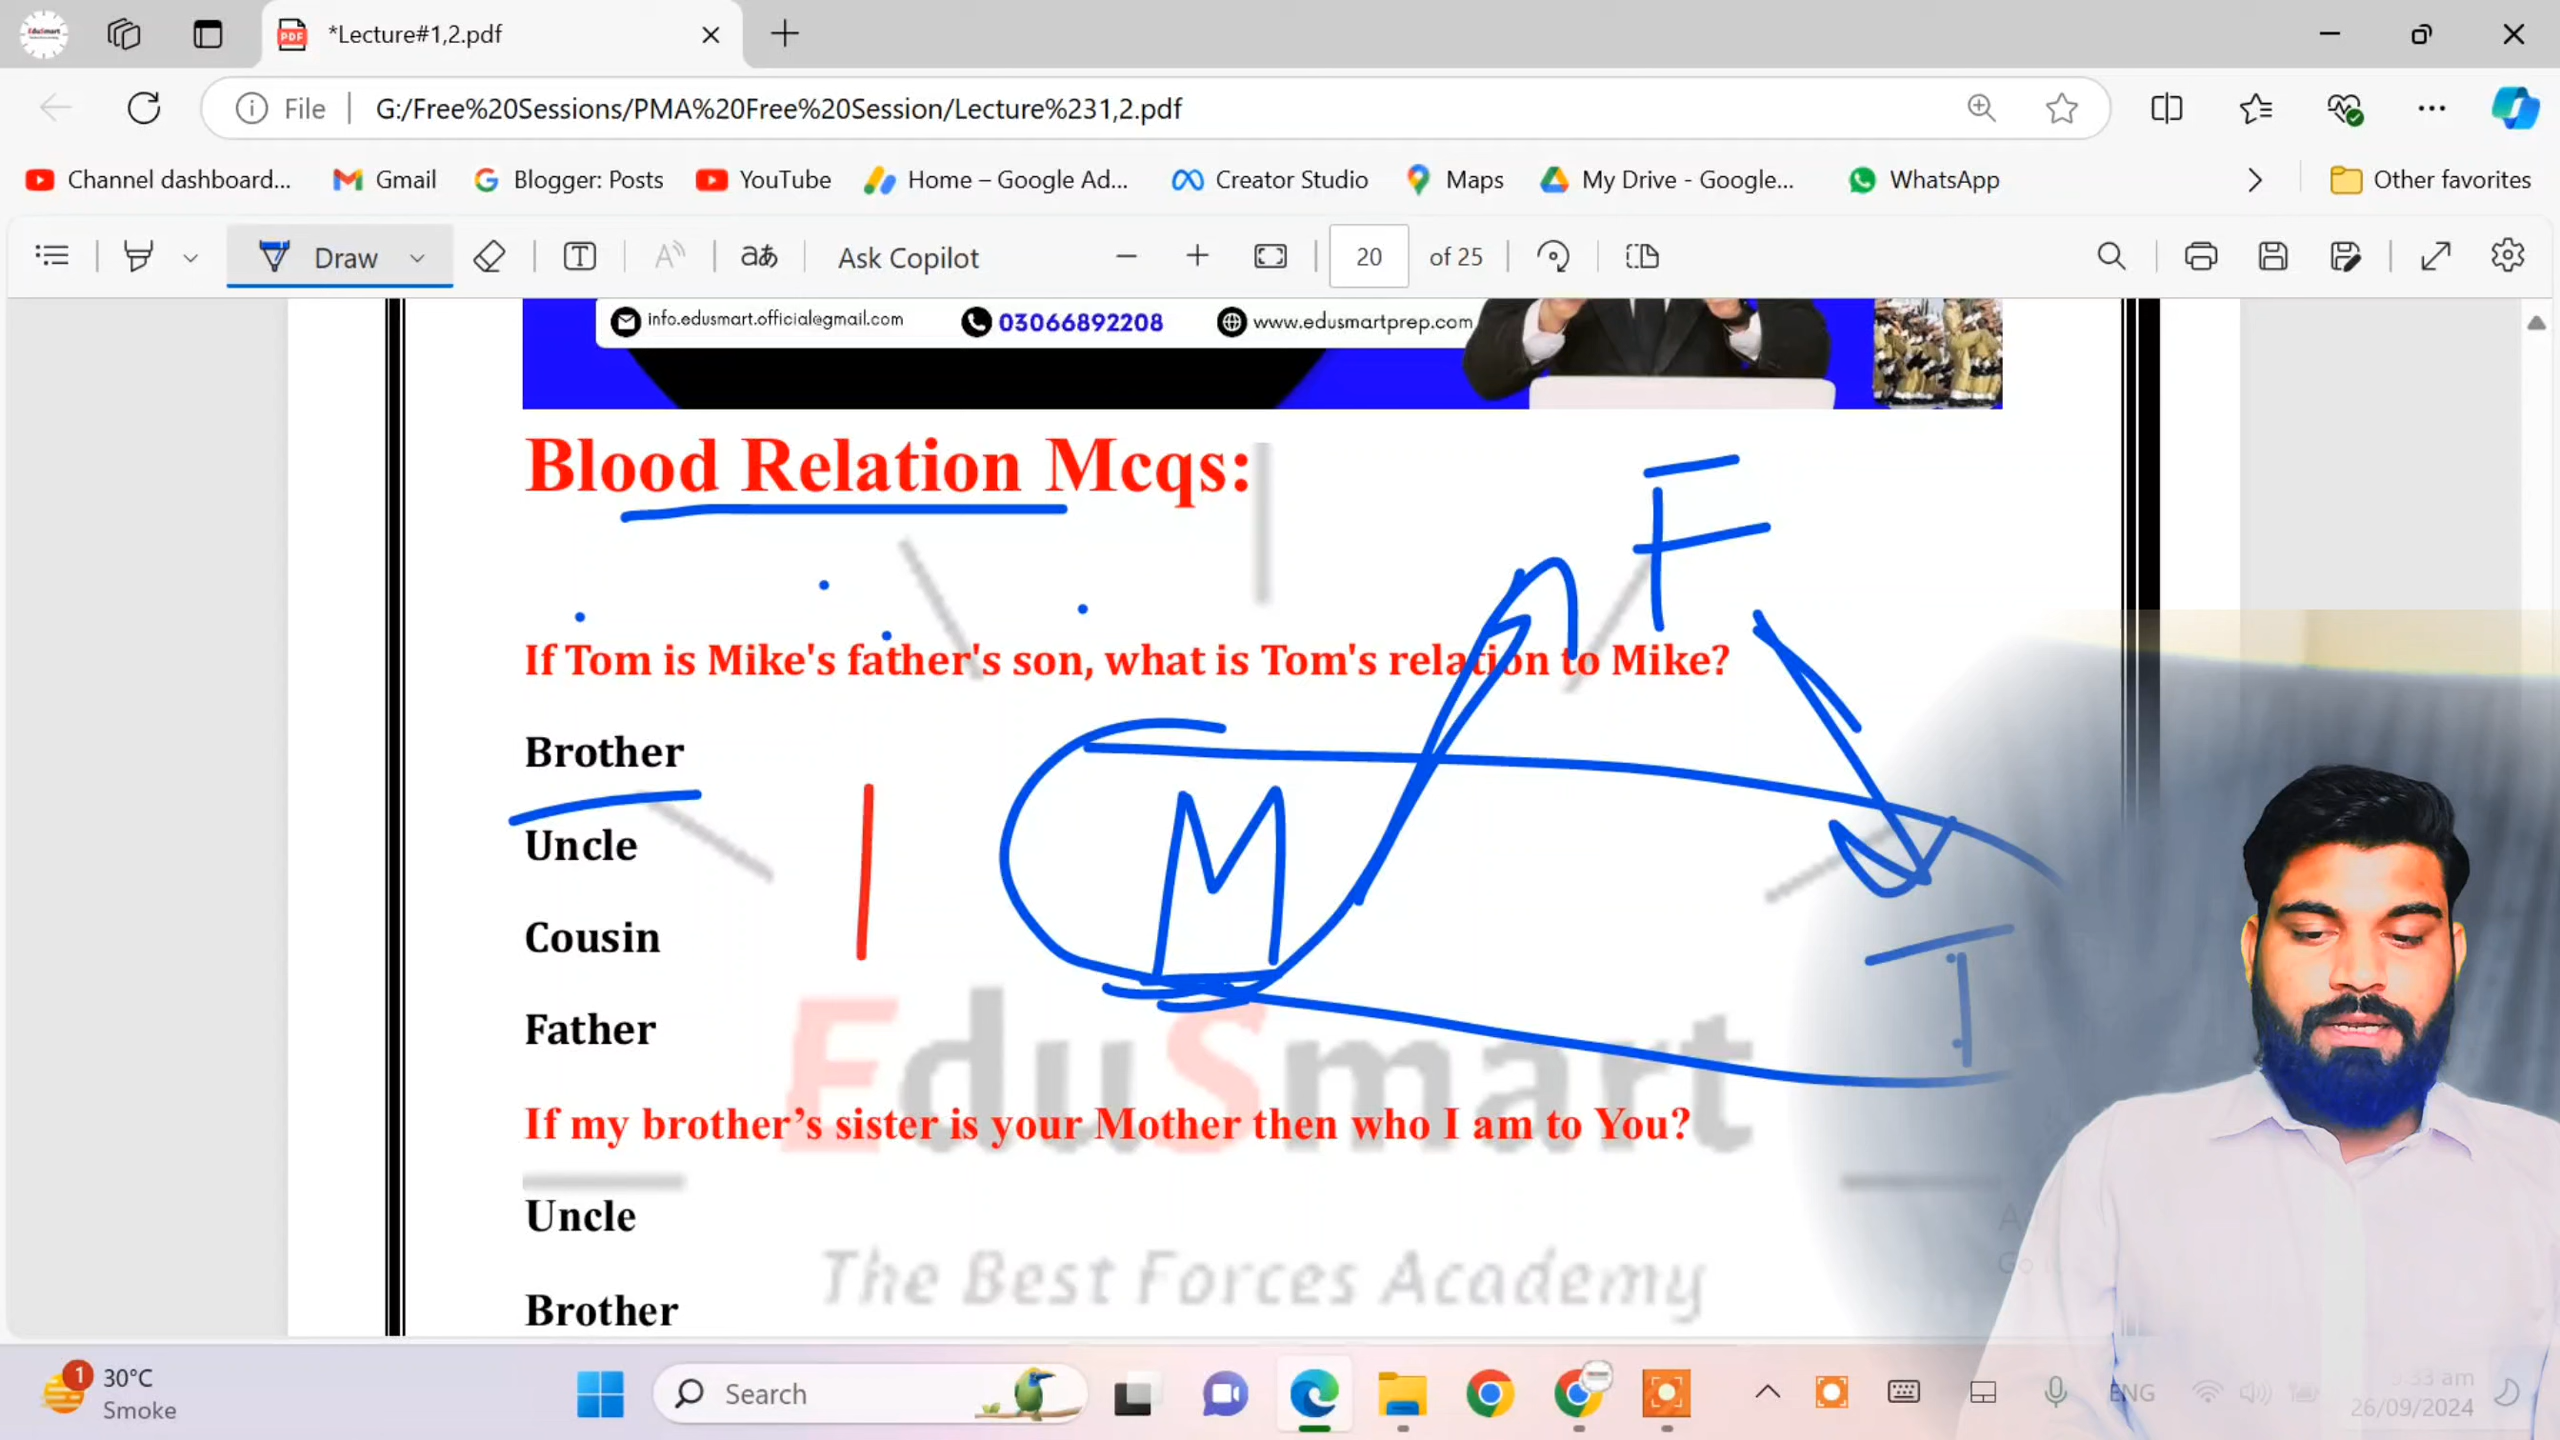 *Lecture#1,2.pdf
File | G:/Free%20Sessions/PMA%20Free%20Session/Lecture%231,2.pdf
Channel dashboard... Gmail Blogger: Posts YouTube Home – Google Ad... Creator Studio Maps My Drive - Google... WhatsApp Other favorites
Draw Ask Copilot 20 of 25
info.edusmart.official@gmail.com 03066892208 www.edusmartprep.com
Blood Relation Mcqs:
F
If Tom is Mike's father's son, what is Tom's relation to Mike?
Brother
M
Uncle
T
Cousin
Father
EduSmart
If my brother’s sister is your Mother then who I am to You?
Uncle
The Best Forces Academy
Brother
1 30°C
Smoke
Search
ENG
26/09/2024